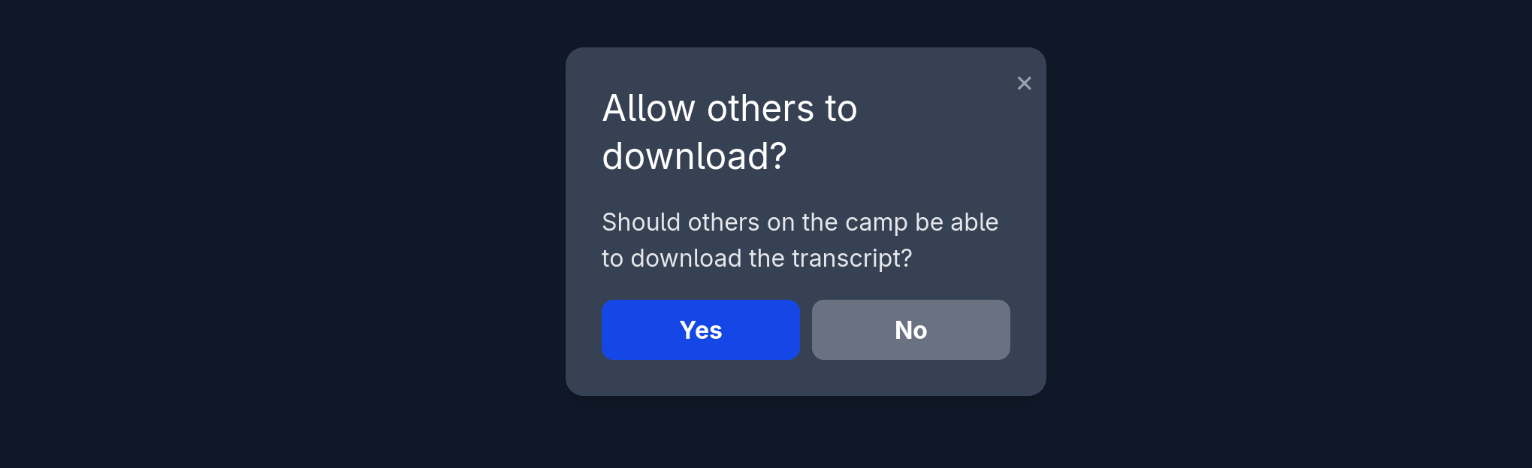 Allow others to
download?
Should others on the camp be able
to download the transcript?
Yes
No